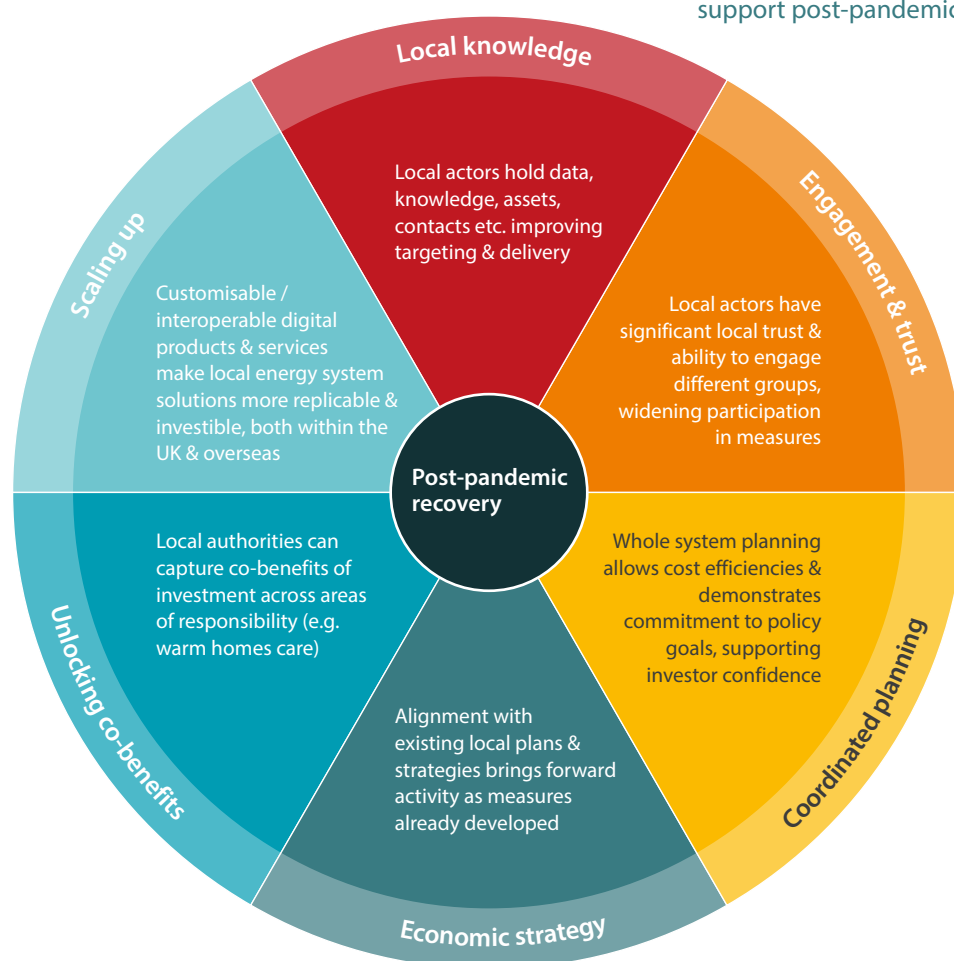 support post-pandemic
Local knowledge
Local actors hold data,
knowledge, assets,
contacts etc. improving
targeting & delivery
Engagement & trust
Local actors have
significant local trust &
ability to engage
different groups,
widening participation
in measures
Coordinated planning
Whole system planning
allows cost efficiencies &
demonstrates
commitment to policy
goals, supporting
investor confidence
Economic strategy
Alignment with
existing local plans &
strategies brings forward
activity as measures
already developed
Unlocking co-benefits
Local authorities can
capture co-benefits of
investment across areas
of responsibility (e.g.
warm homes care)
Scaling up
Customisable /
interoperable digital
products & services
make local energy system
solutions more replicable &
investible, both within the
UK & overseas
Post-pandemic
recovery